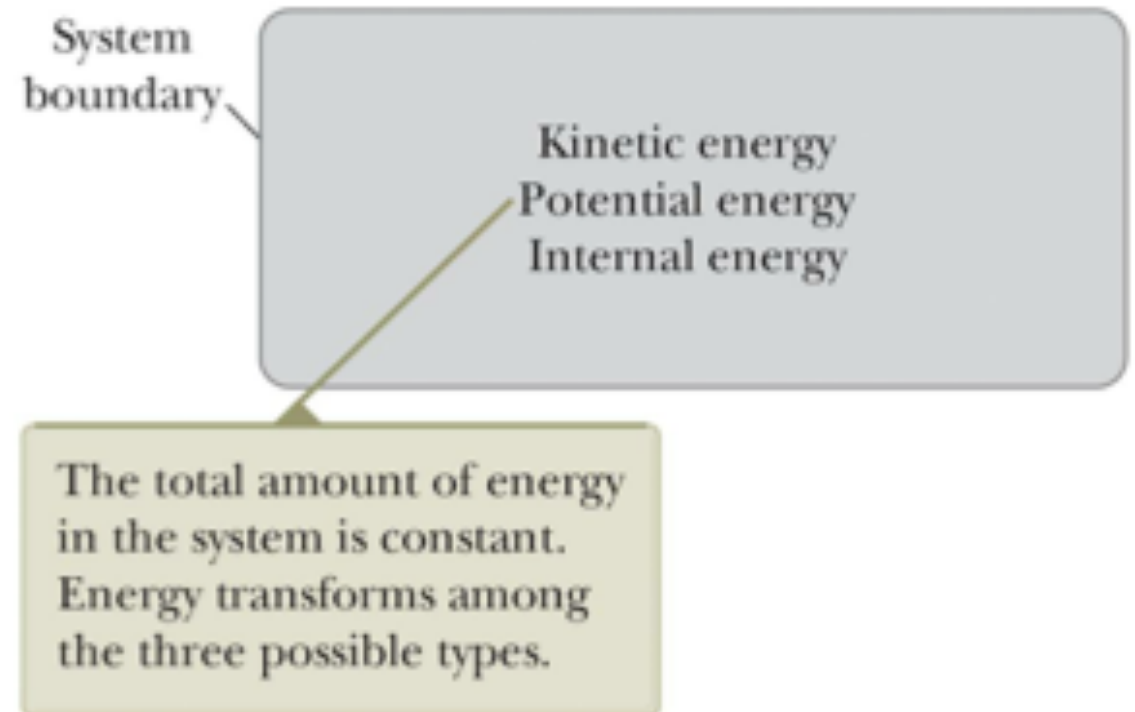 System
boundary
Kinetic energy
Potential energy
Internal energy
The total amount of energy
in the system is constant.
Energy transforms among
the three possible types.